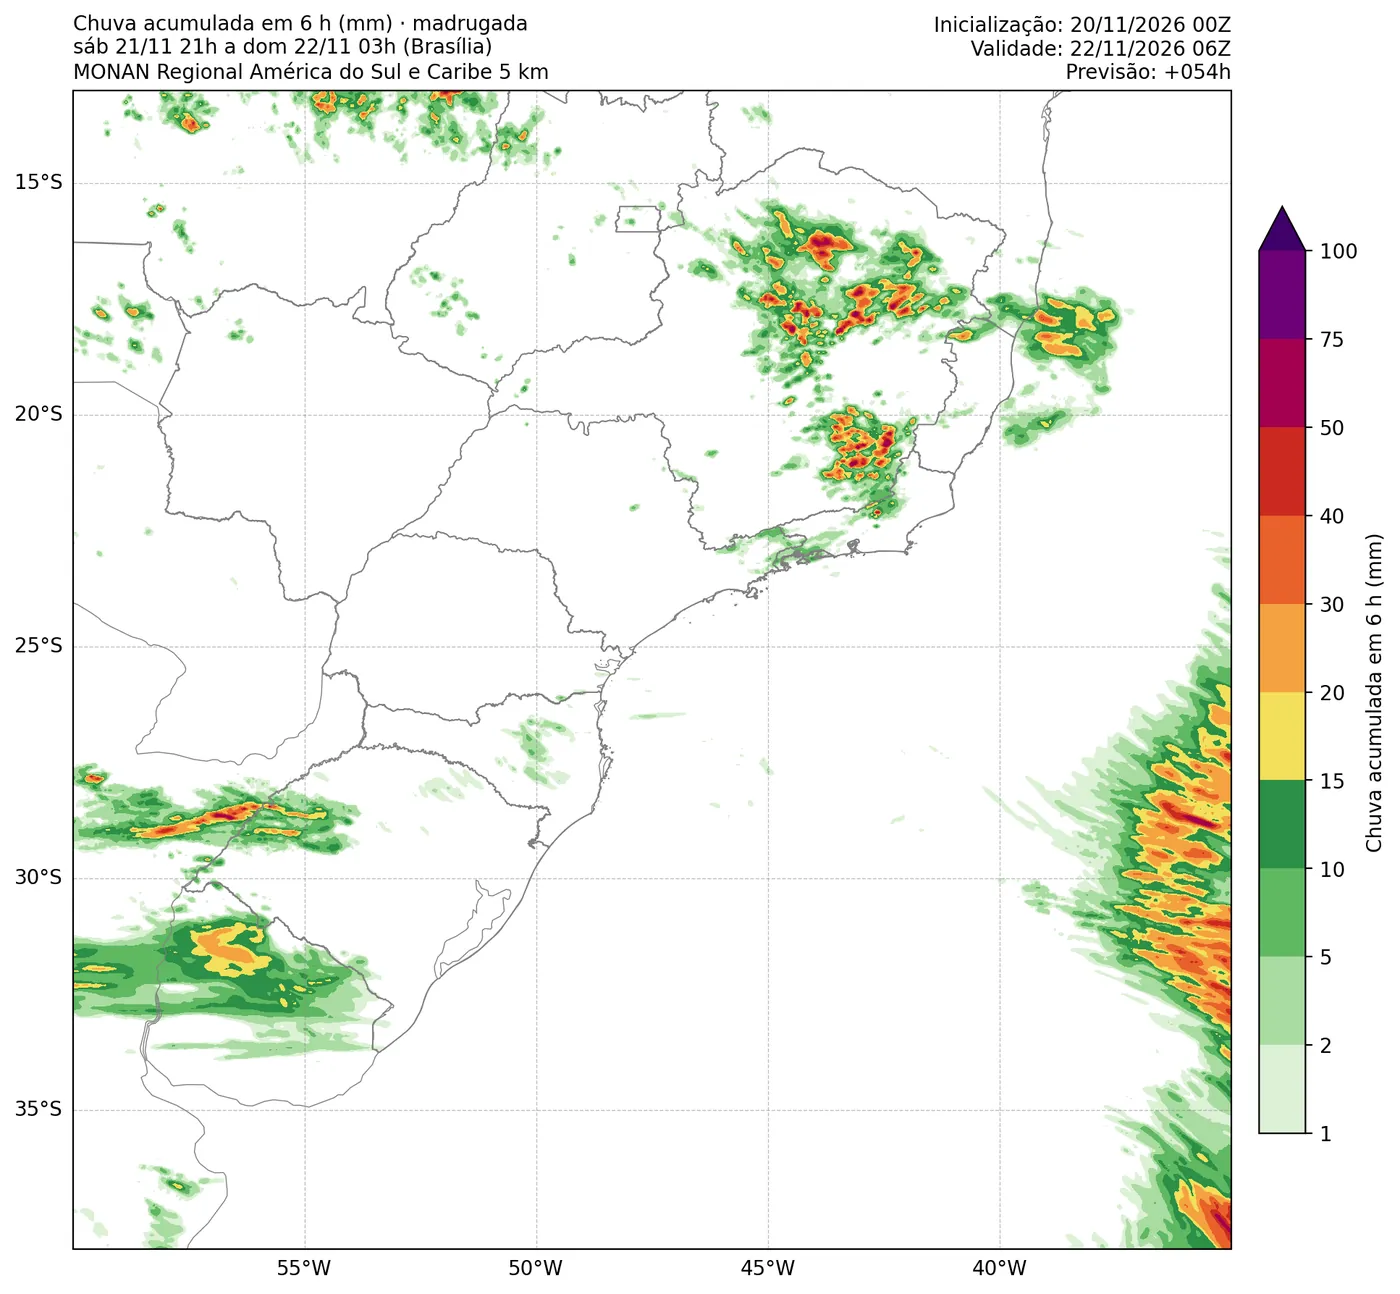 Chuva acumulada em 6 h (mm) · madrugada
sáb 21/11 21h a dom 22/11 03h (Brasília)
MONAN Regional América do Sul e Caribe 5 km
Inicialização: 20/11/2026 00Z
Validade: 22/11/2026 06Z
Previsão: +054h
15°S
20°S
25°S
30°S
35°S
55°W
50°W
45°W
40°W
100
75
50
40
30
20
15
10
5
2
1
Chuva acumulada em 6 h (mm)